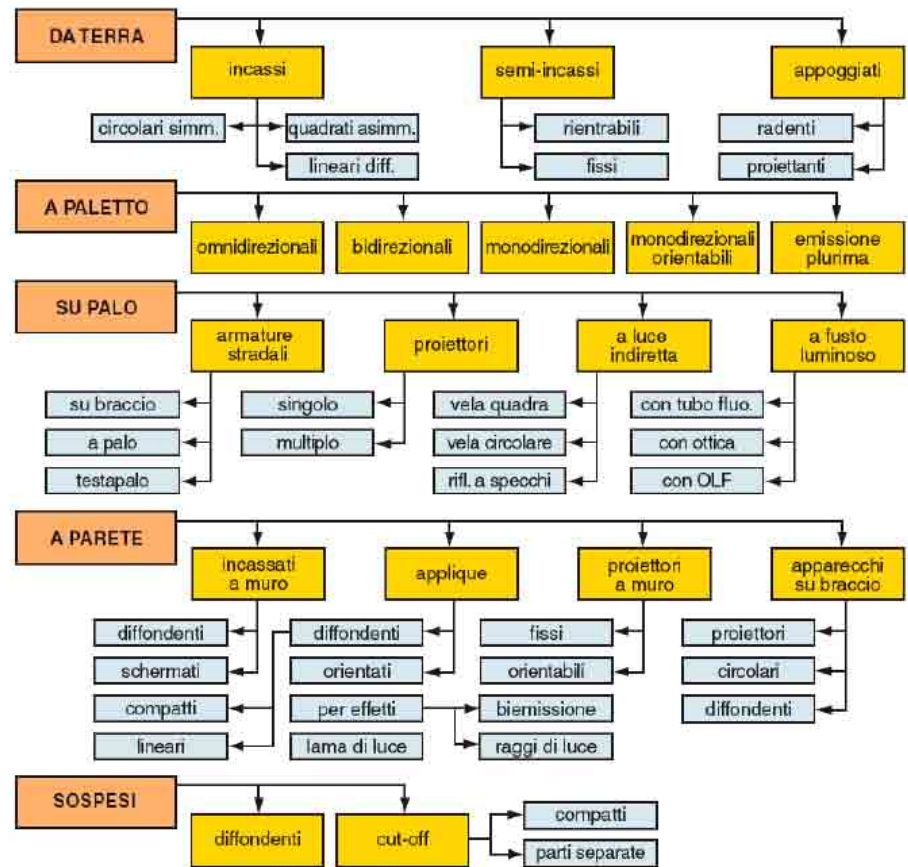 DA TERRA
incassi
semi-incassi
appoggiati
circolari simm.
quadrati asimm.
rientrabili
radenti
lineari diff.
fissi
proiettanti
A PALETTO
omnidirezionali
bidirezionali
monodirezionali
monodirezionali
orientabili
emissione
plurima
SU PALO
armature
stradali
proiettori
a luce
indiretta
a fusto
luminoso
su braccio
singolo
vela quadra
con tubo fluo.
a palo
multiplo
vela circolare
con ottica
testapalo
rifl. a specchi
con OLF
A PARETE
incassati
a muro
applique
proiettori
a muro
apparecchi
su braccio
diffondenti
diffondenti
fissi
proiettori
schermati
orientati
orientabili
circolari
compatti
per effetti
biemissione
diffondenti
lineari
lama di luce
raggi di luce
SOSPESI
diffondenti
cut-off
compatti
parti separate